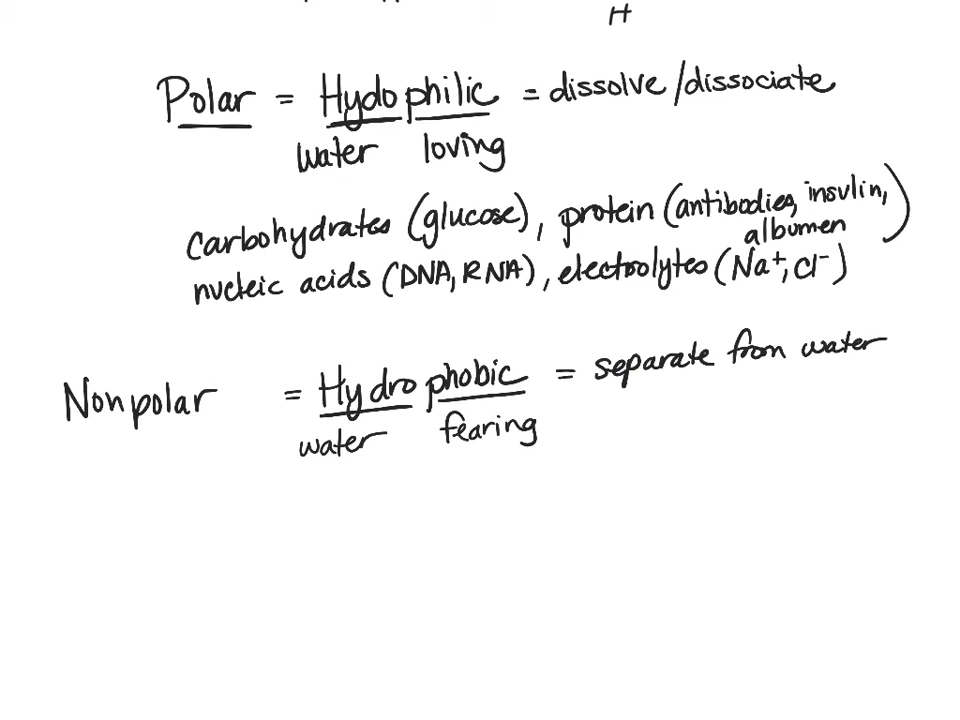 H
Polar = Hydophilic = dissolve/dissociate
water loving
carbohydrates (glucose), protein (antibodies, insulin,
albumen)
nucleic acids (DNA, RNA), electrolytes (Na+, Cl-)
Nonpolar = Hydrophobic = separate from water
water fearing